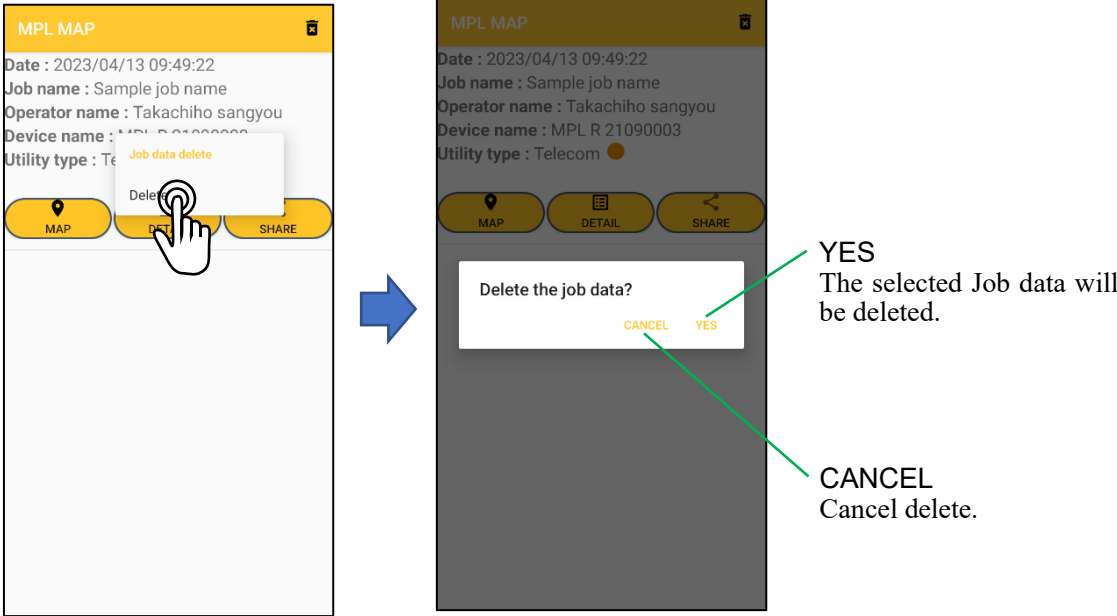 MPL MAP
Date : 2023/04/13 09:49:22
Job name : Sample job name
Operator name : Takachiho sangyou
Device name :
Utility type : Te
Job data delete
Delete
MAP
SHARE
MPL MAP
Date : 2023/04/13 09:49:22
Job name : Sample job name
Operator name : Takachiho sangyou
Device name : MPL R 21090003
Utility type : Telecom
MAP
DETAIL
SHARE
Delete the job data?
CANCEL YES
YES
The selected Job data will
be deleted.
CANCEL
Cancel delete.